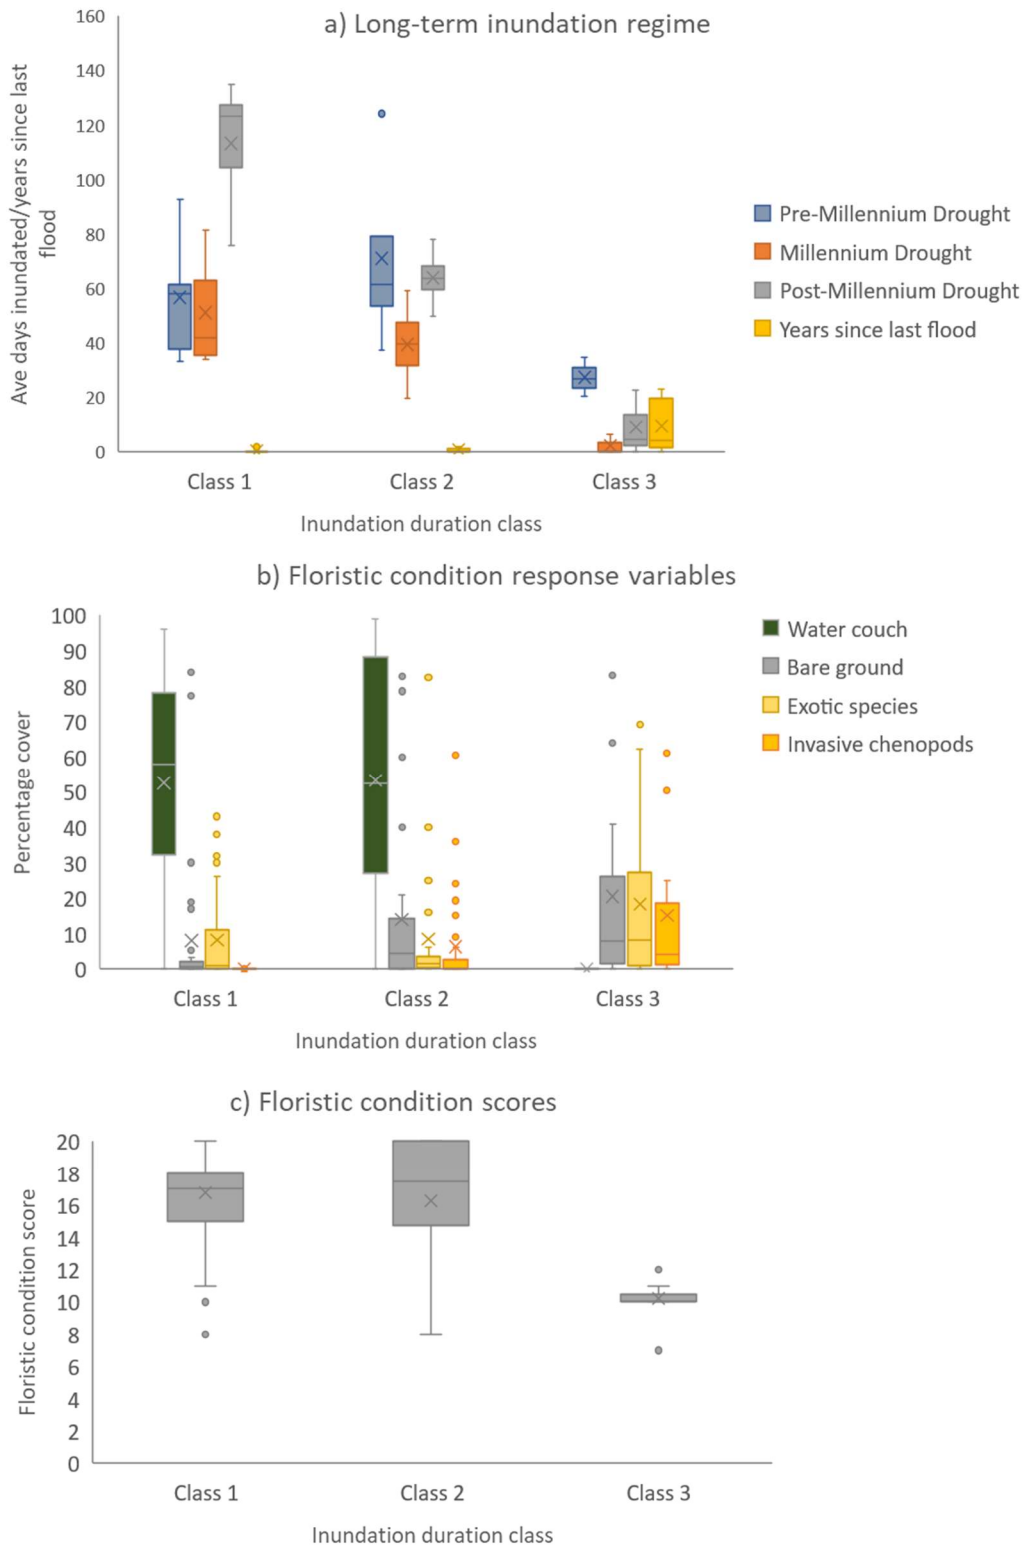 a) Long-term inundation regime
160
140
120
100
80
60
40
20
0
Ave days inundated/years since last
flood
Class 1
Class 2
Class 3
Inundation duration class
Pre-Millennium Drought
Millennium Drought
Post-Millennium Drought
Years since last flood
b) Floristic condition response variables
100
90
80
70
60
50
40
30
20
10
0
Percentage cover
Class 1
Class 2
Class 3
Inundation duration class
Water couch
Bare ground
Exotic species
Invasive chenopods
c) Floristic condition scores
20
18
16
14
12
10
8
6
4
2
0
Floristic condition score
Class 1
Class 2
Class 3
Inundation duration class